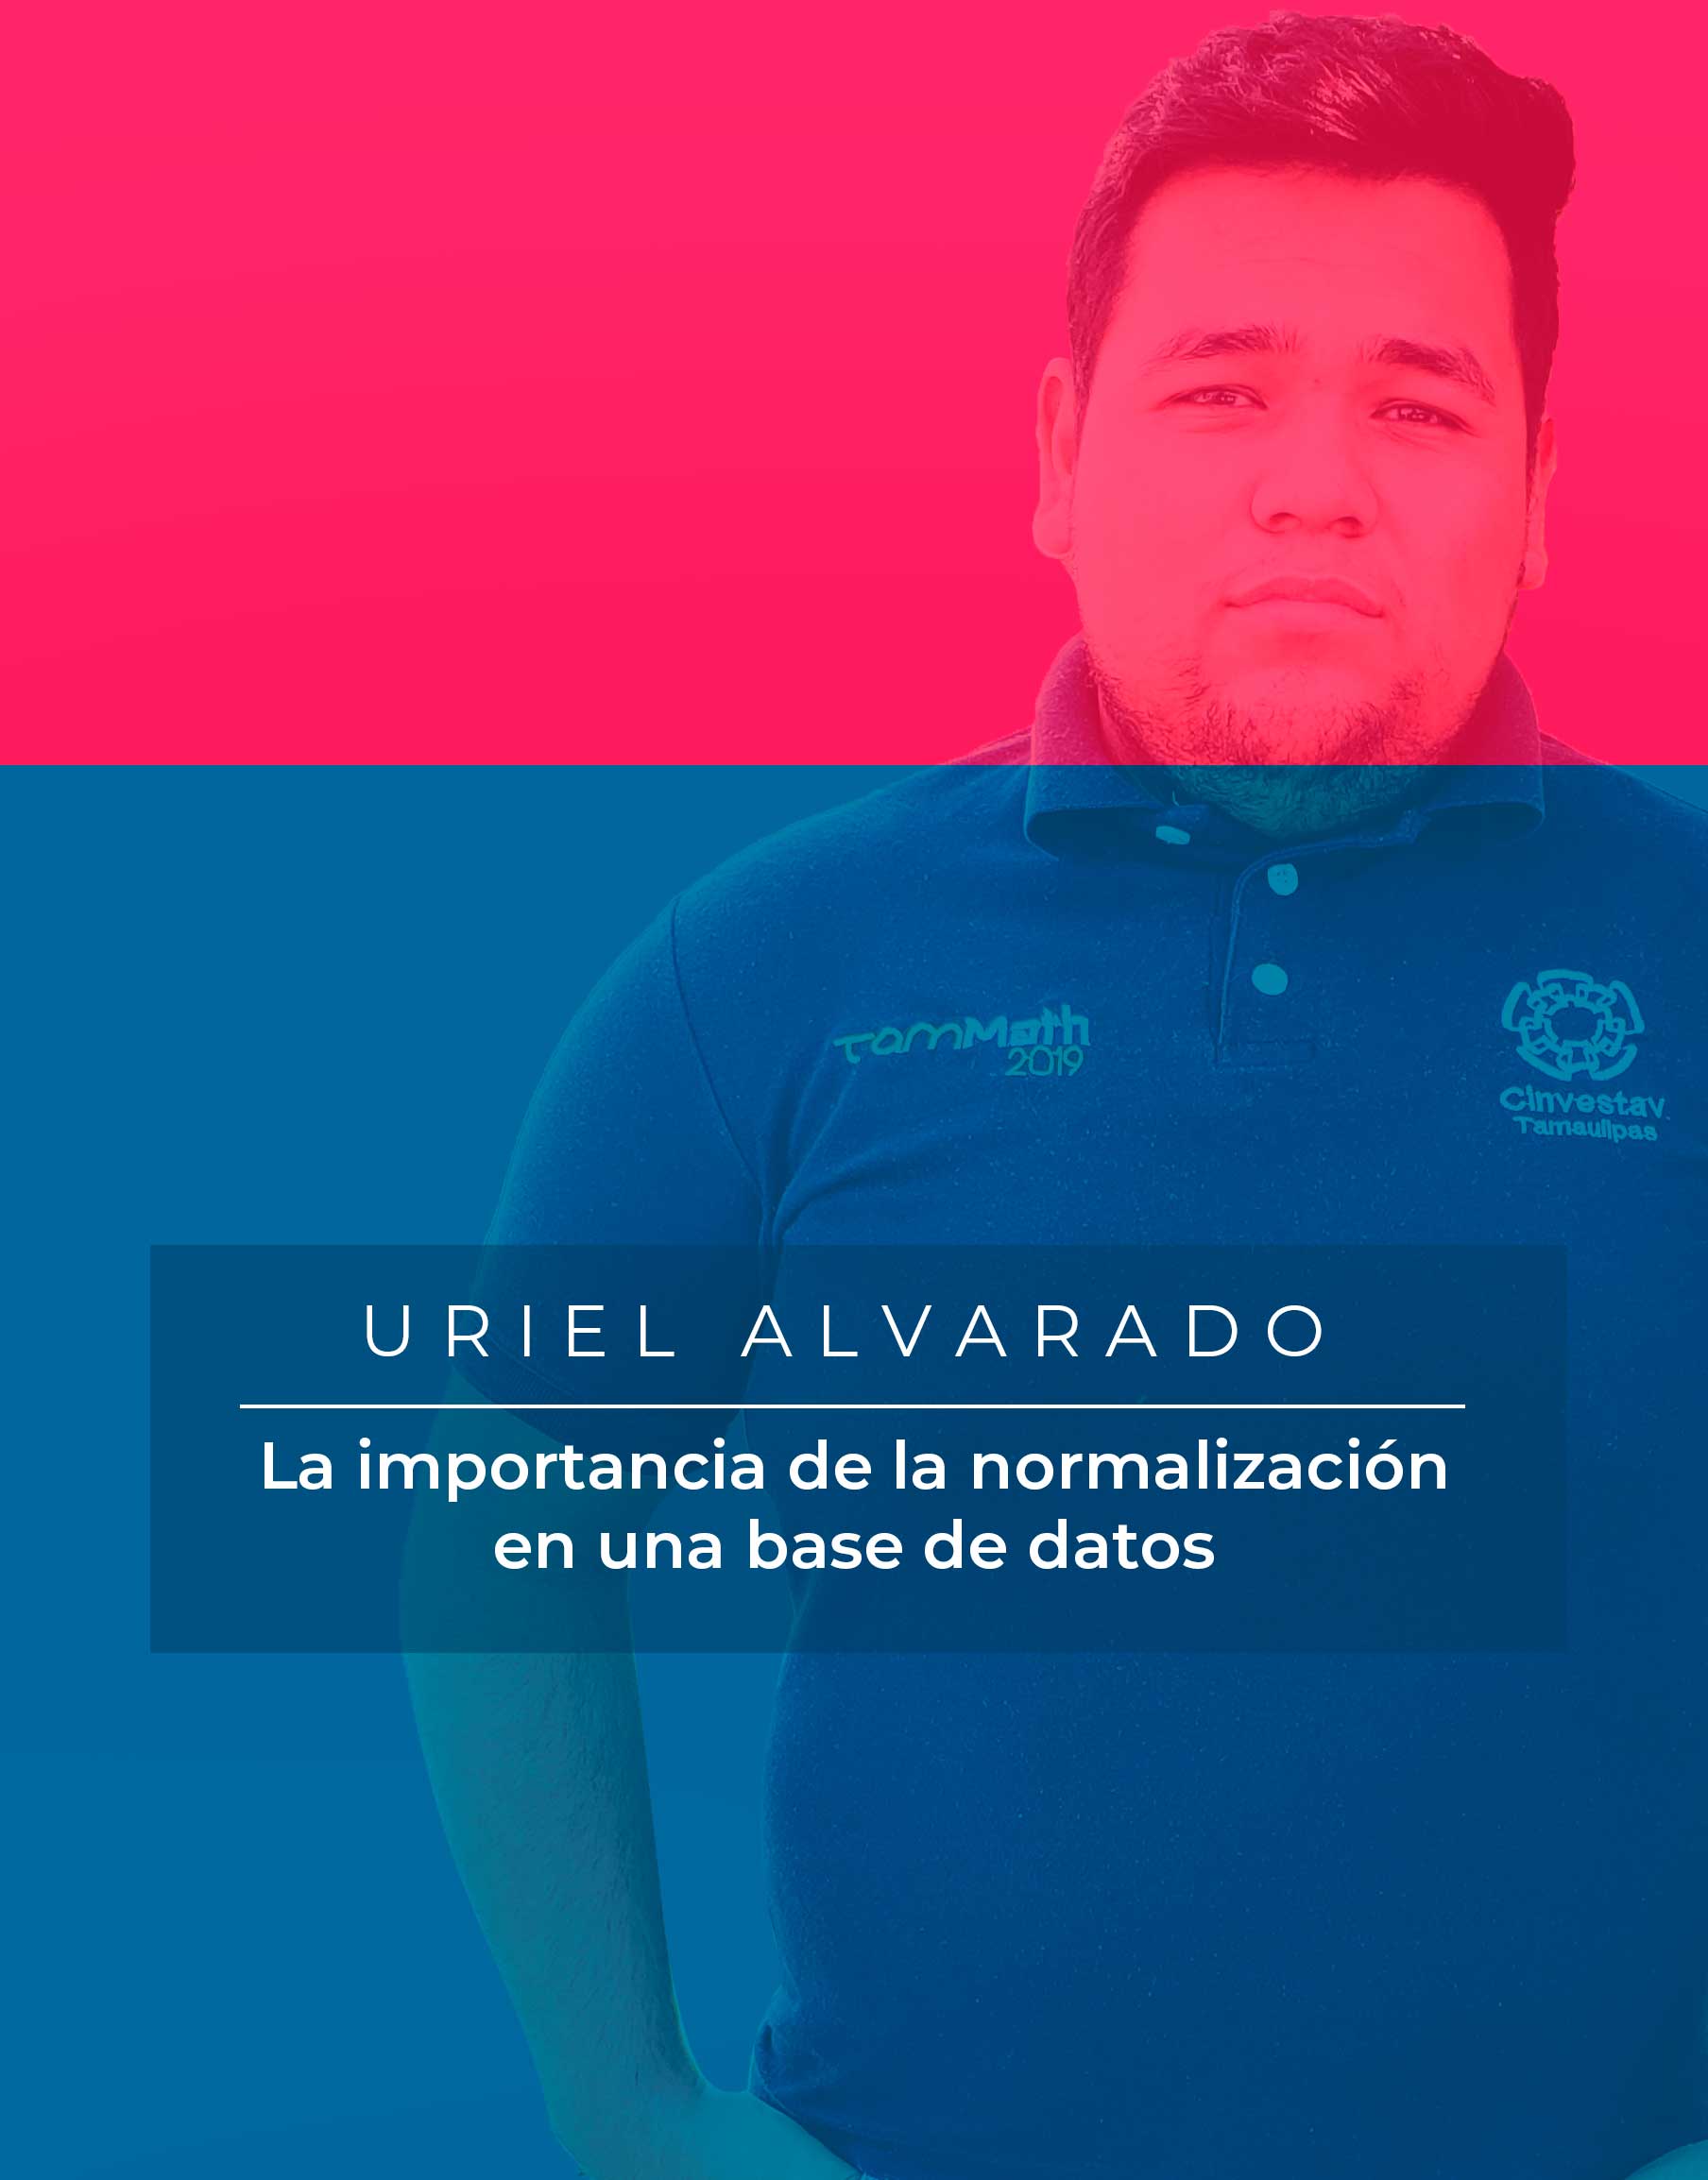 TamMath
2019
Cinvestav
Tamaulipas
URIEL ALVARADO
La importancia de la normalización
en una base de datos